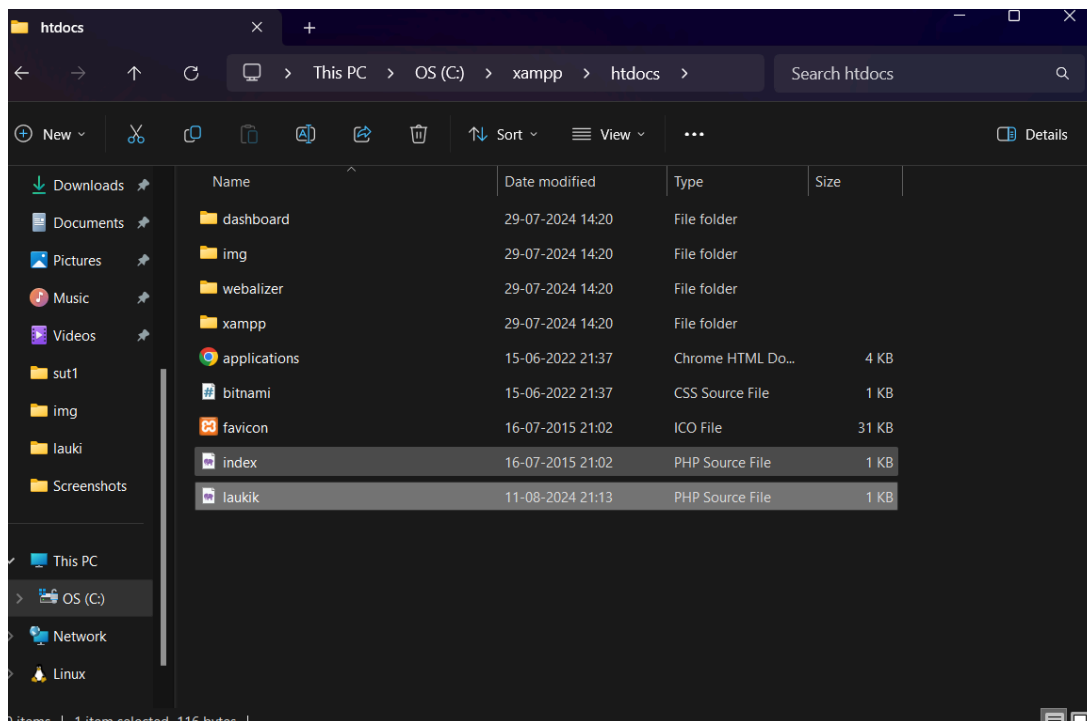 htdocs
This PC > OS (C:) > xampp > htdocs > Search htdocs
New Sort View Details
Name Date modified Type Size
Downloads
Documents
Pictures
Music
Videos
sut1
img
lauki
Screenshots
This PC
OS (C:)
Network
Linux
dashboard 29-07-2024 14:20 File folder
img 29-07-2024 14:20 File folder
webalizer 29-07-2024 14:20 File folder
xampp 29-07-2024 14:20 File folder
applications 15-06-2022 21:37 Chrome HTML Do... 4 KB
bitnami 15-06-2022 21:37 CSS Source File 1 KB
favicon 16-07-2015 21:02 ICO File 31 KB
index 16-07-2015 21:02 PHP Source File 1 KB
laukik 11-08-2024 21:13 PHP Source File 1 KB
items | 1 item selected 116 bytes |